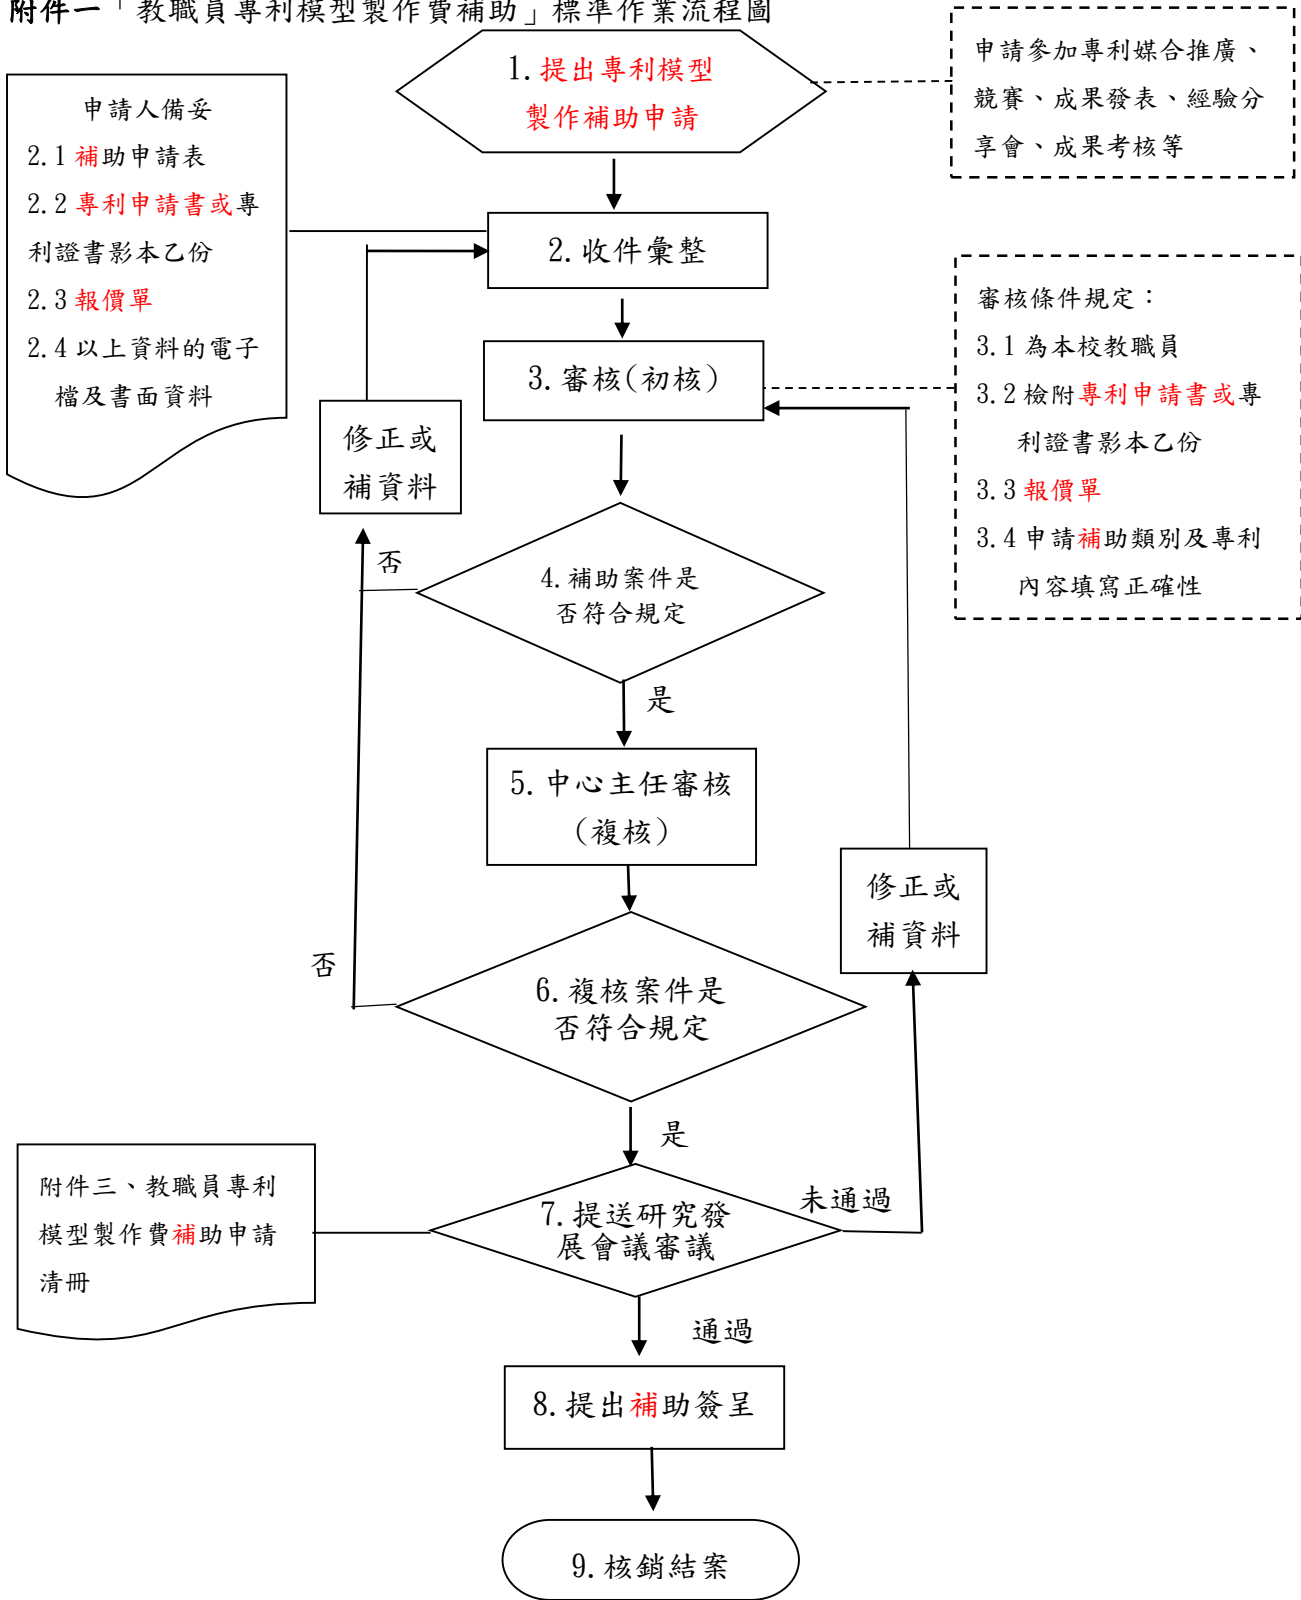 附件一「教職員專利模型製作費補助」標準作業流程圖
1.提出專利模型
製作補助申請
申請參加專利媒合推廣、
競賽、成果發表、經驗分
享會、成果考核等
申請人備妥
2.1 補助申請表
2.2 專利申請書或專
利證書影本乙份
2.3 報價單
2.4 以上資料的電子
檔及書面資料
2.收件彙整
3.審核(初核)
審核條件規定：
3.1 為本校教職員
3.2 檢附專利申請書或專
利證書影本乙份
3.3 報價單
3.4 申請補助類別及專利
內容填寫正確性
修正或
補資料
否
4.補助案件是
否符合規定
是
5.中心主任審核
(複核)
修正或
補資料
否
6.複核案件是
否符合規定
是
附件三、教職員專利
模型製作費補助申請
清冊
7.提送研究發
展會議審議
未通過
通過
8.提出補助簽呈
9.核銷結案